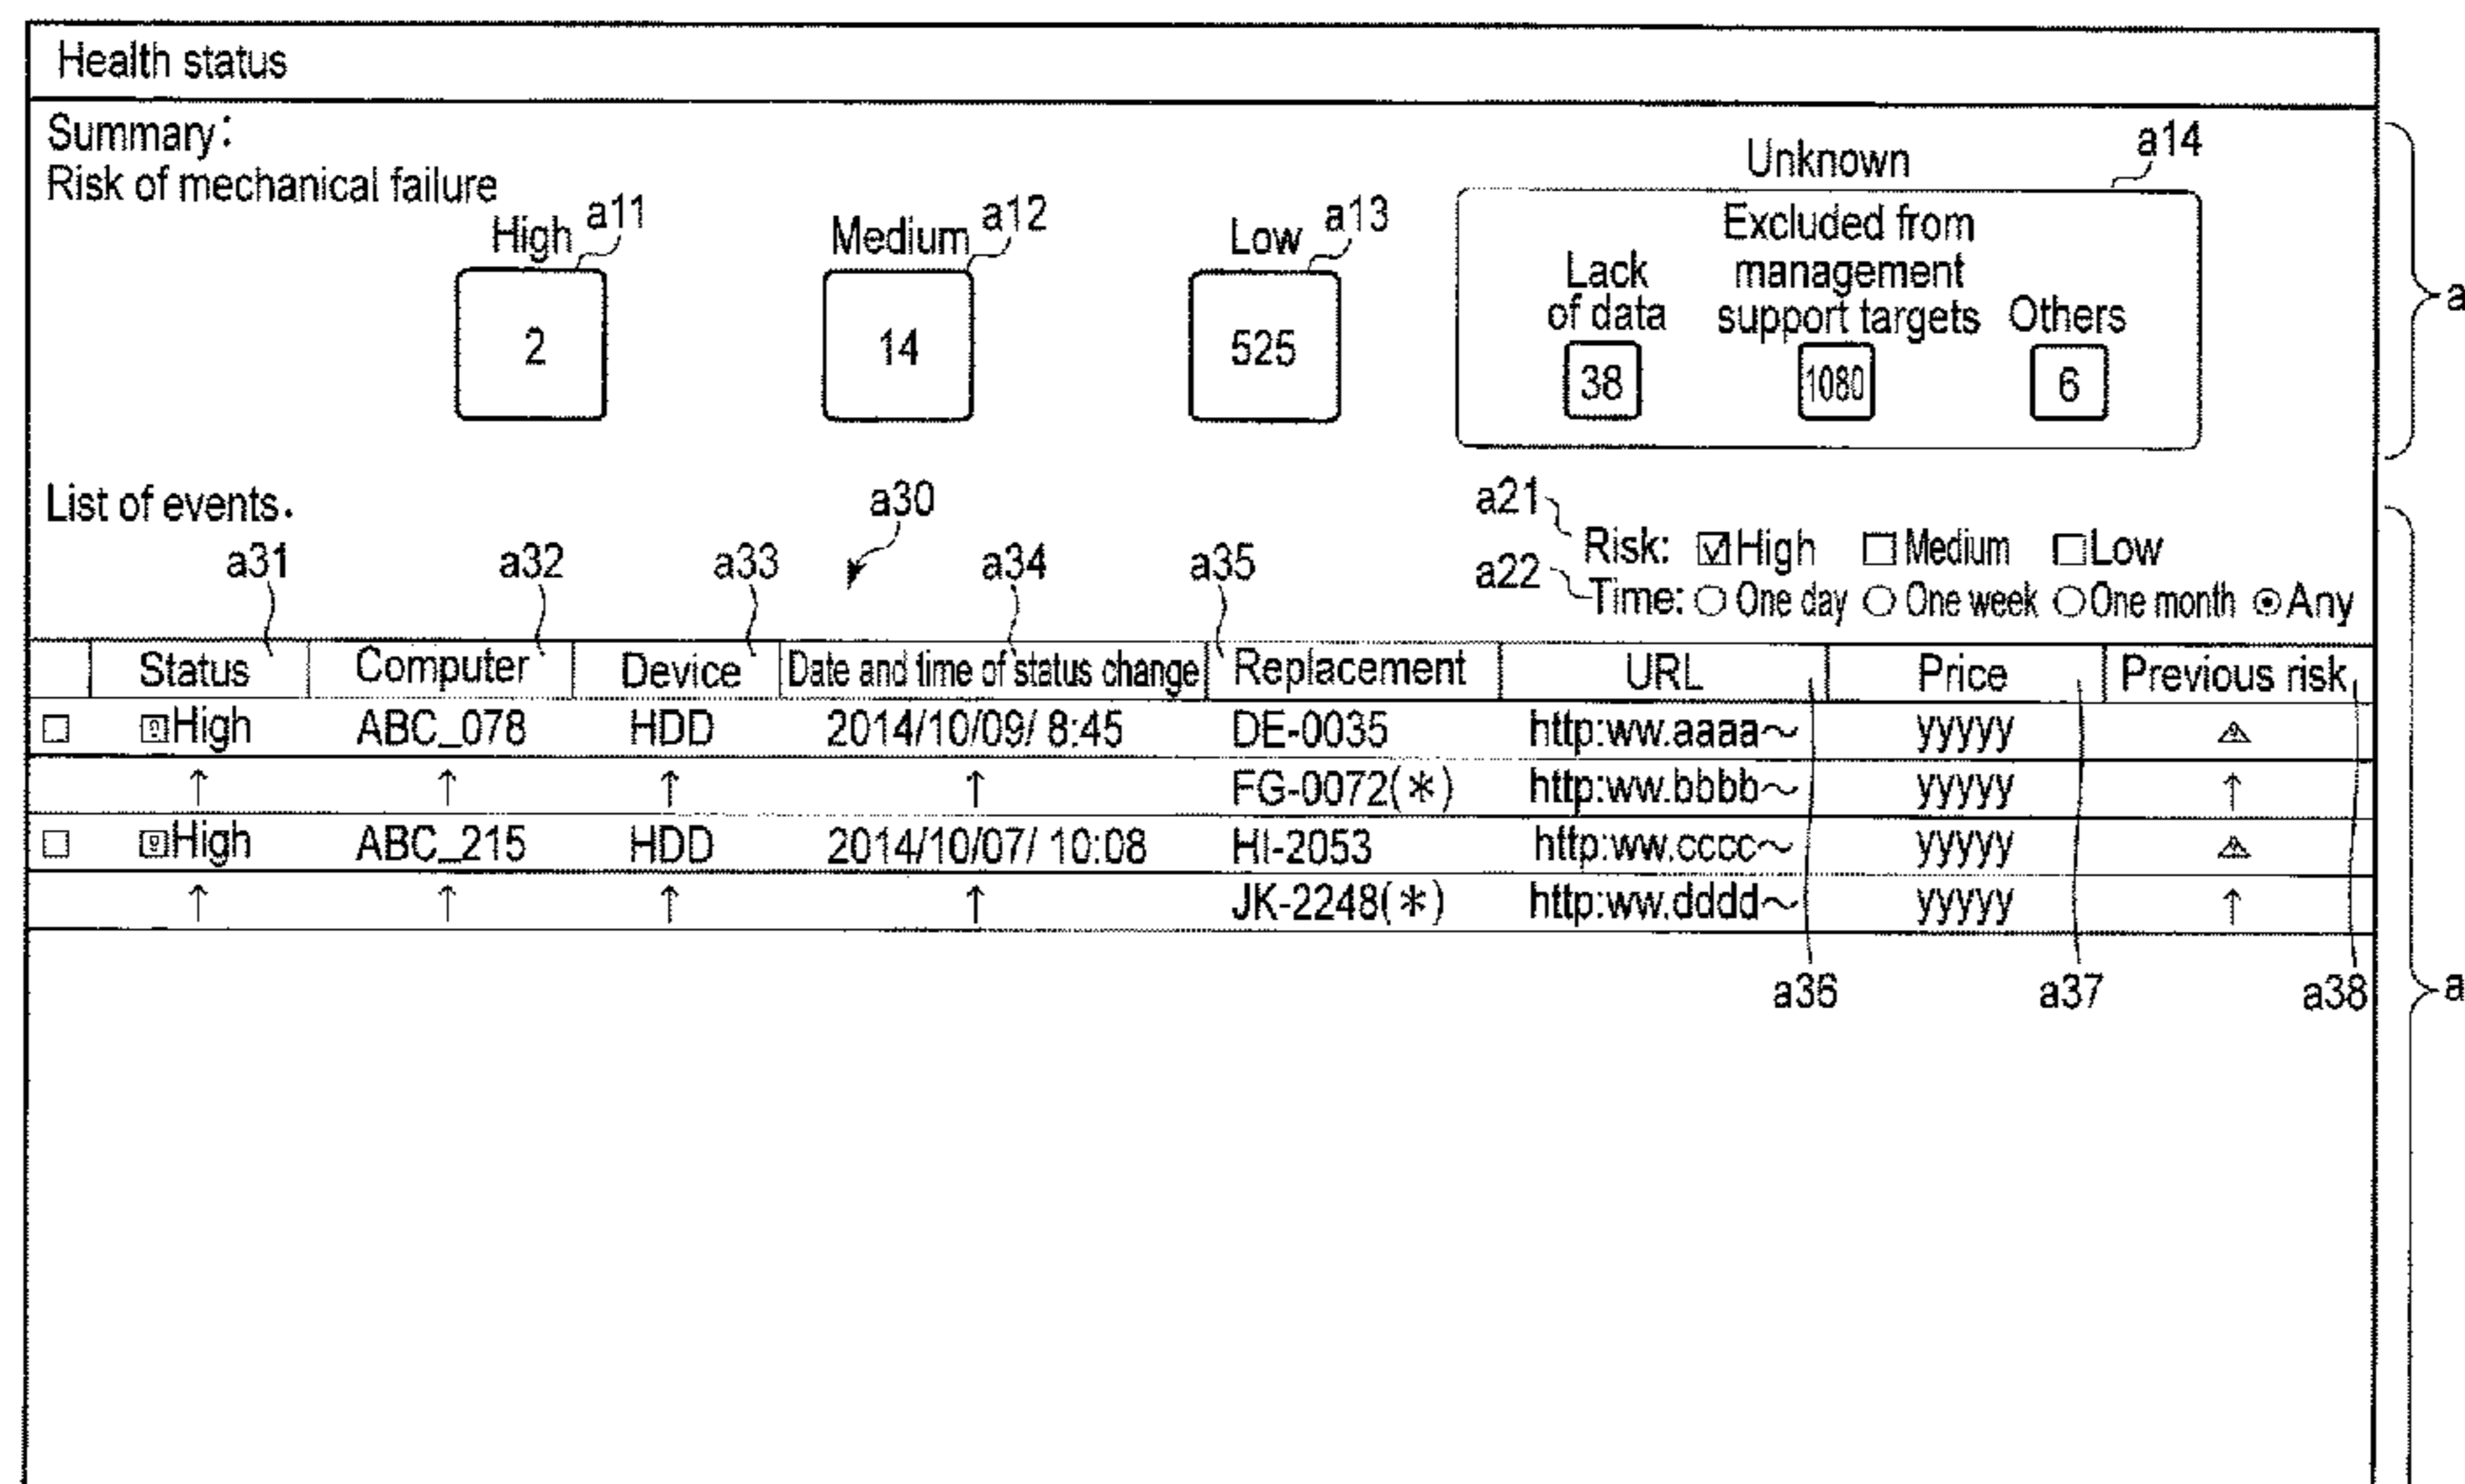 Health status
Summary:
Risk of mechanical failure
High a11
Medium a12
Low a13
Unknown
a14
Lack of data
Excluded from management support targets
Others
2
14
525
38
1080
6
a
List of events.
a30
a21
Risk: High Medium Low
a22
Time: One day One week One month Any
a31 a32 a33 a34 a35
Status Computer Device Date and time of status change Replacement URL Price Previous risk
High ABC_078 HDD 2014/10/09/ 8:45 DE-0035 http:ww.aaaa~ yyyyy
↑ ↑ ↑ ↑ FG-0072(*) http:ww.bbbb~ yyyyy ↑
High ABC_215 HDD 2014/10/07/ 10:08 HI-2053 http:ww.cccc~ yyyyy
↑ ↑ ↑ ↑ JK-2248(*) http:ww.dddd~ yyyyy ↑
a36 a37 a38
a